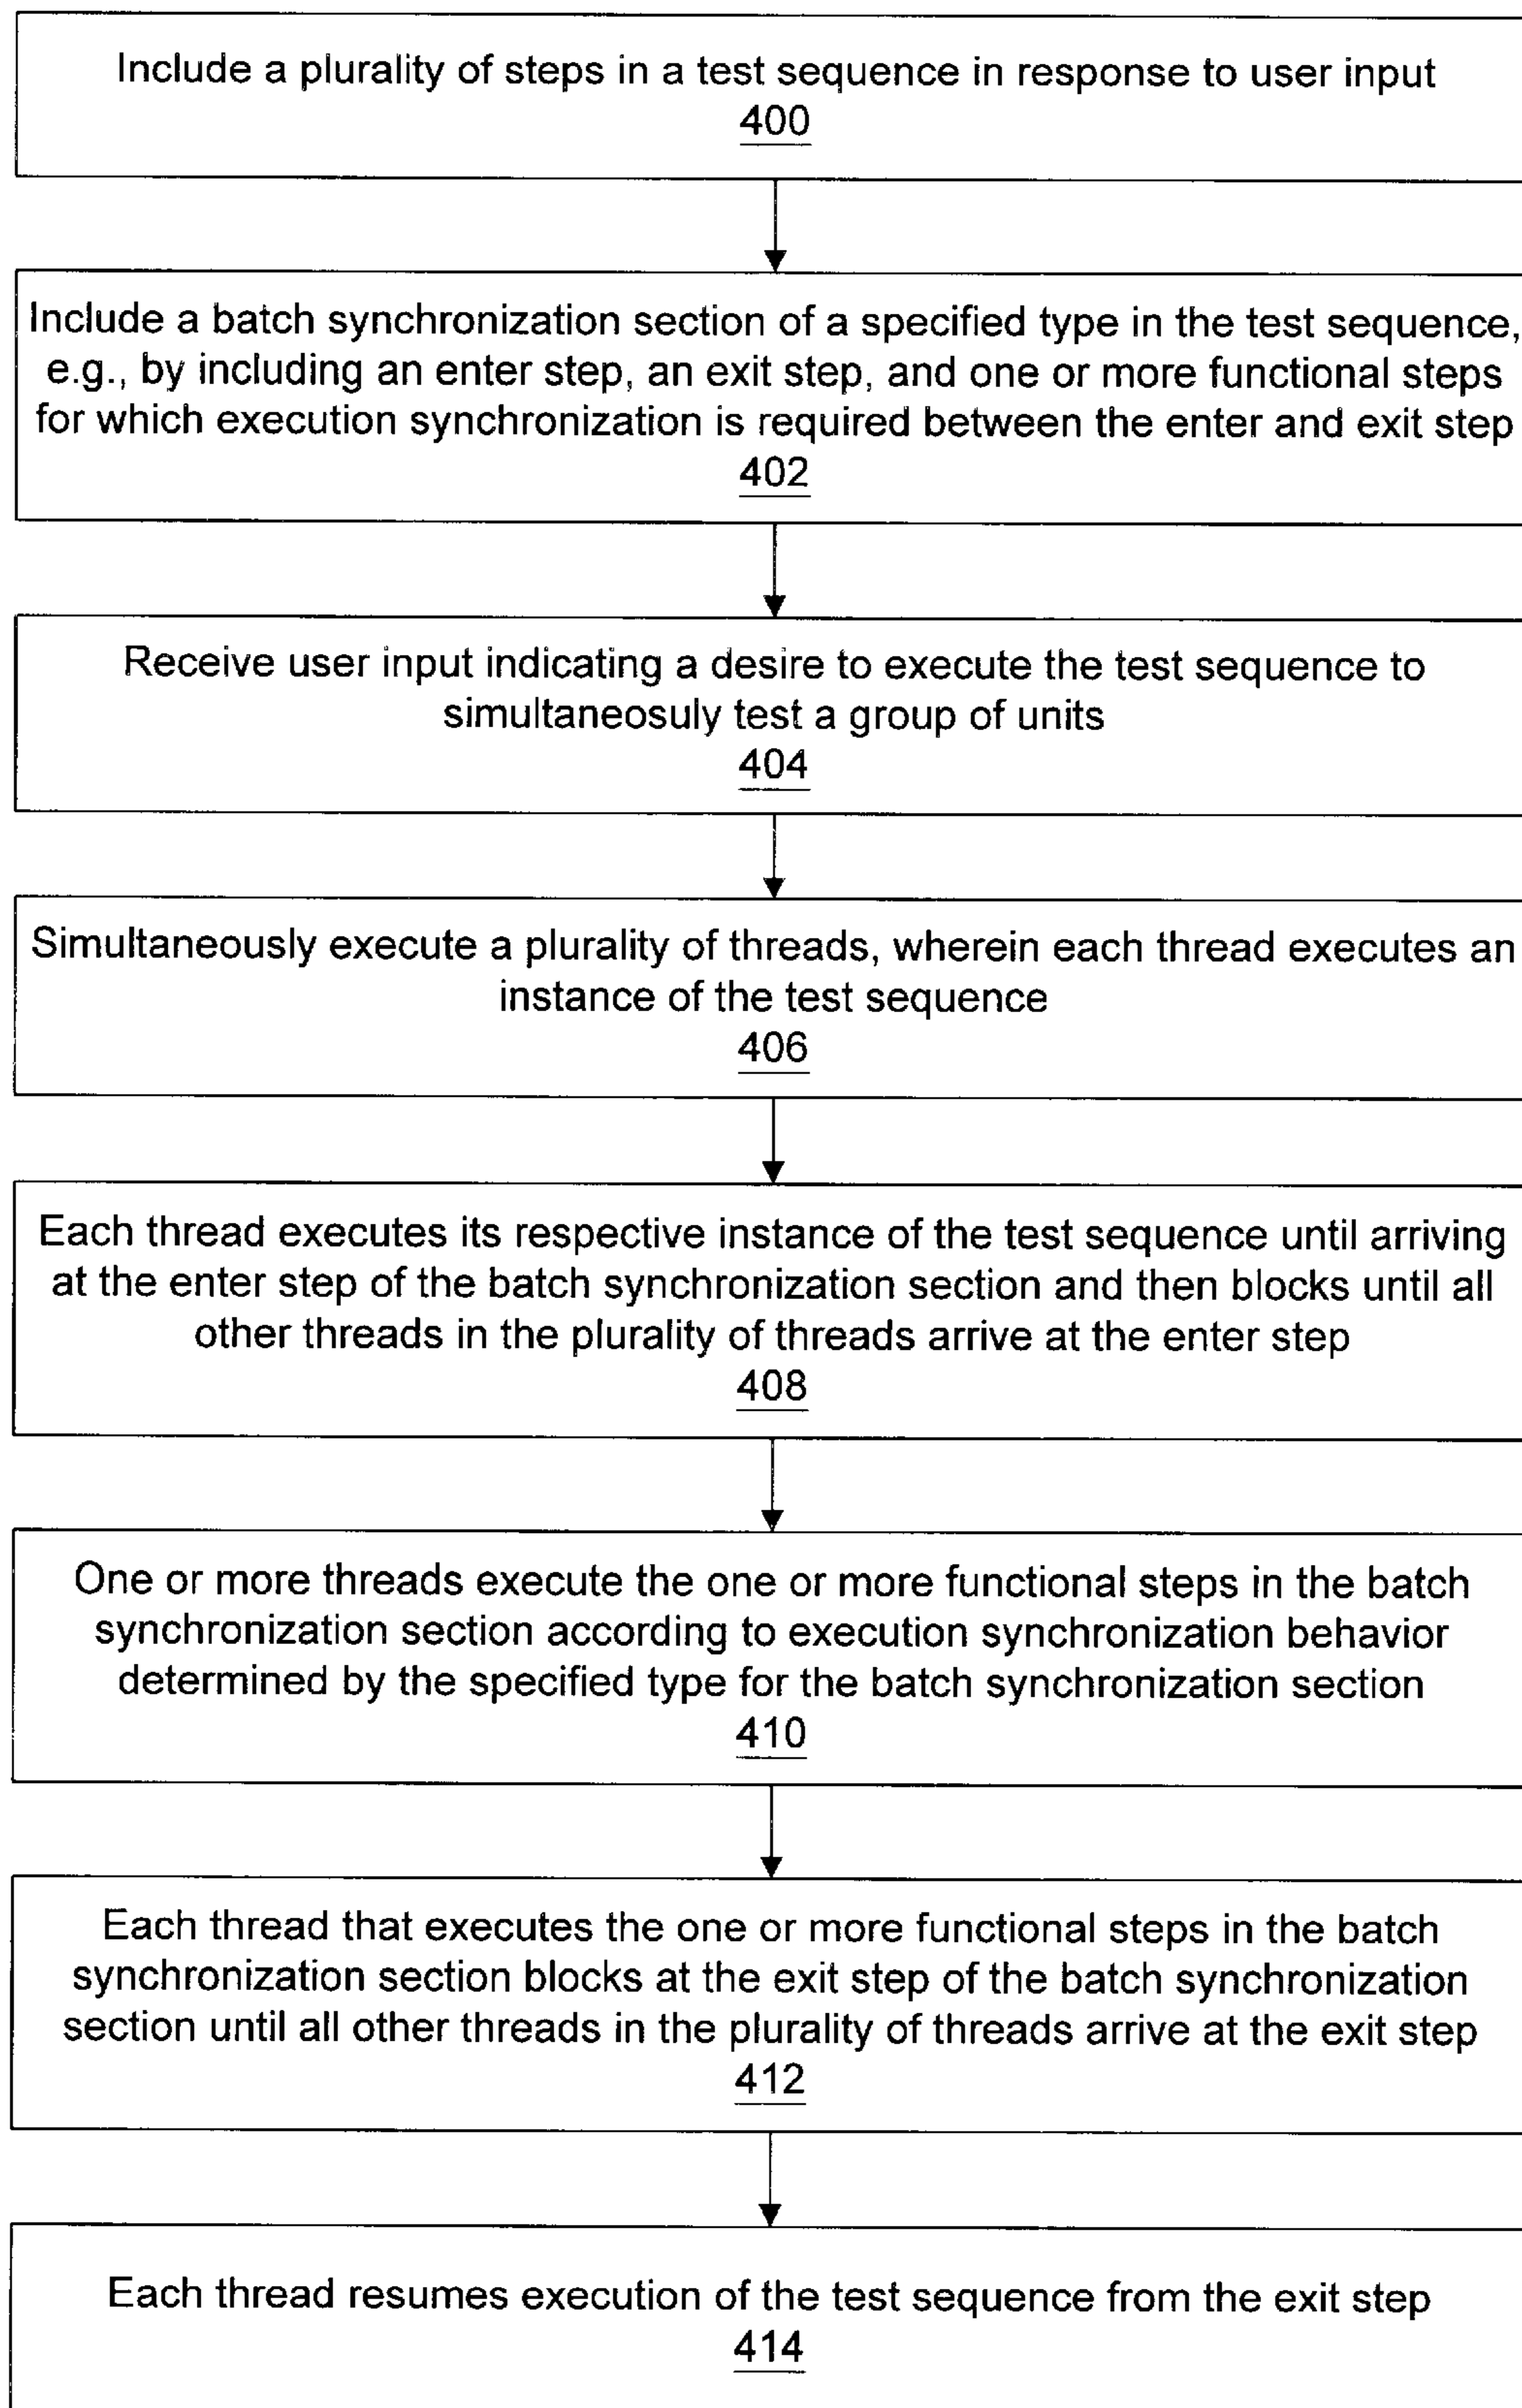 Include a plurality of steps in a test sequence in response to user input
400
Include a batch synchronization section of a specified type in the test sequence,
e.g., by including an enter step, an exit step, and one or more functional steps
for which execution synchronization is required between the enter and exit step
402
Receive user input indicating a desire to execute the test sequence to
simultaneosuly test a group of units
404
Simultaneously execute a plurality of threads, wherein each thread executes an
instance of the test sequence
406
Each thread executes its respective instance of the test sequence until arriving
at the enter step of the batch synchronization section and then blocks until all
other threads in the plurality of threads arrive at the enter step
408
One or more threads execute the one or more functional steps in the batch
synchronization section according to execution synchronization behavior
determined by the specified type for the batch synchronization section
410
Each thread that executes the one or more functional steps in the batch
synchronization section blocks at the exit step of the batch synchronization
section until all other threads in the plurality of threads arrive at the exit step
412
Each thread resumes execution of the test sequence from the exit step
414